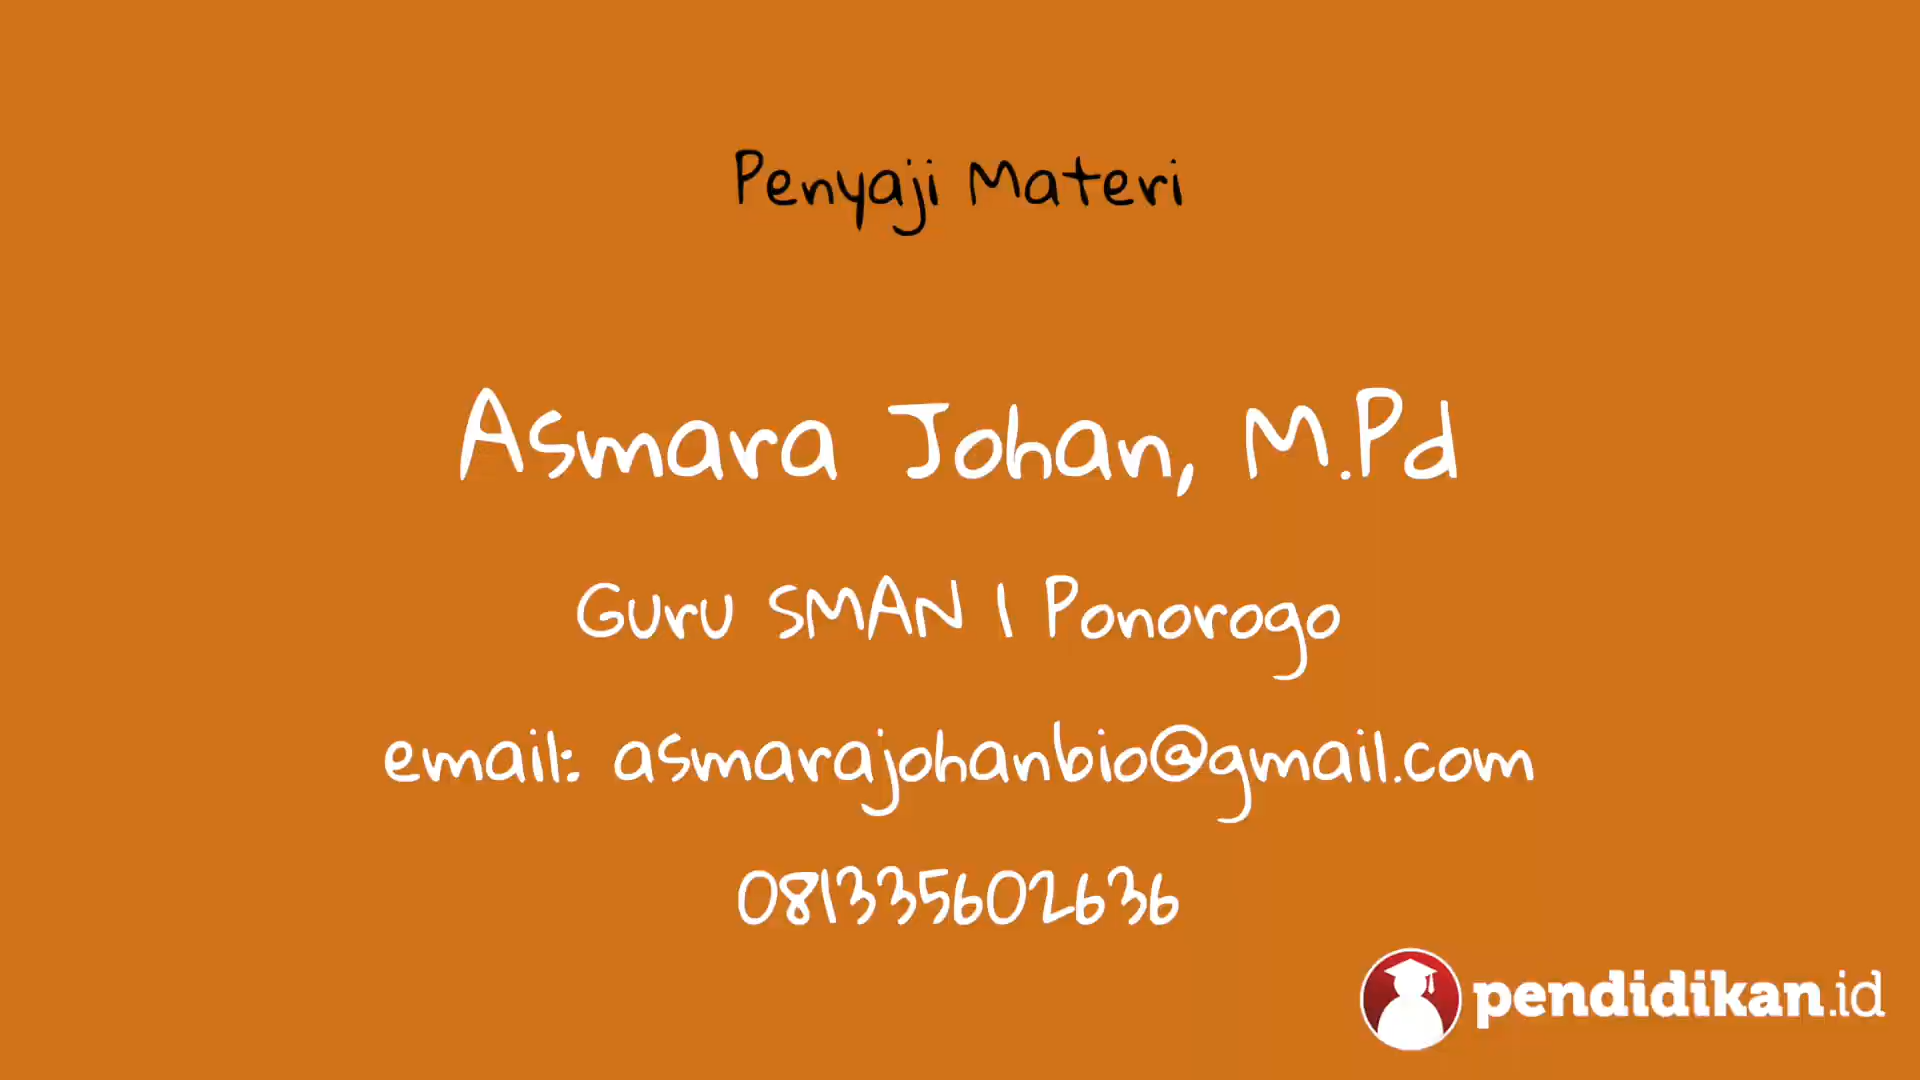 Penyaji Materi
Asmara Johan, M.Pd
Guru SMAN 1 Ponorogo
email: asmarajohanbio@gmail.com
081335602636
pendidikan.id